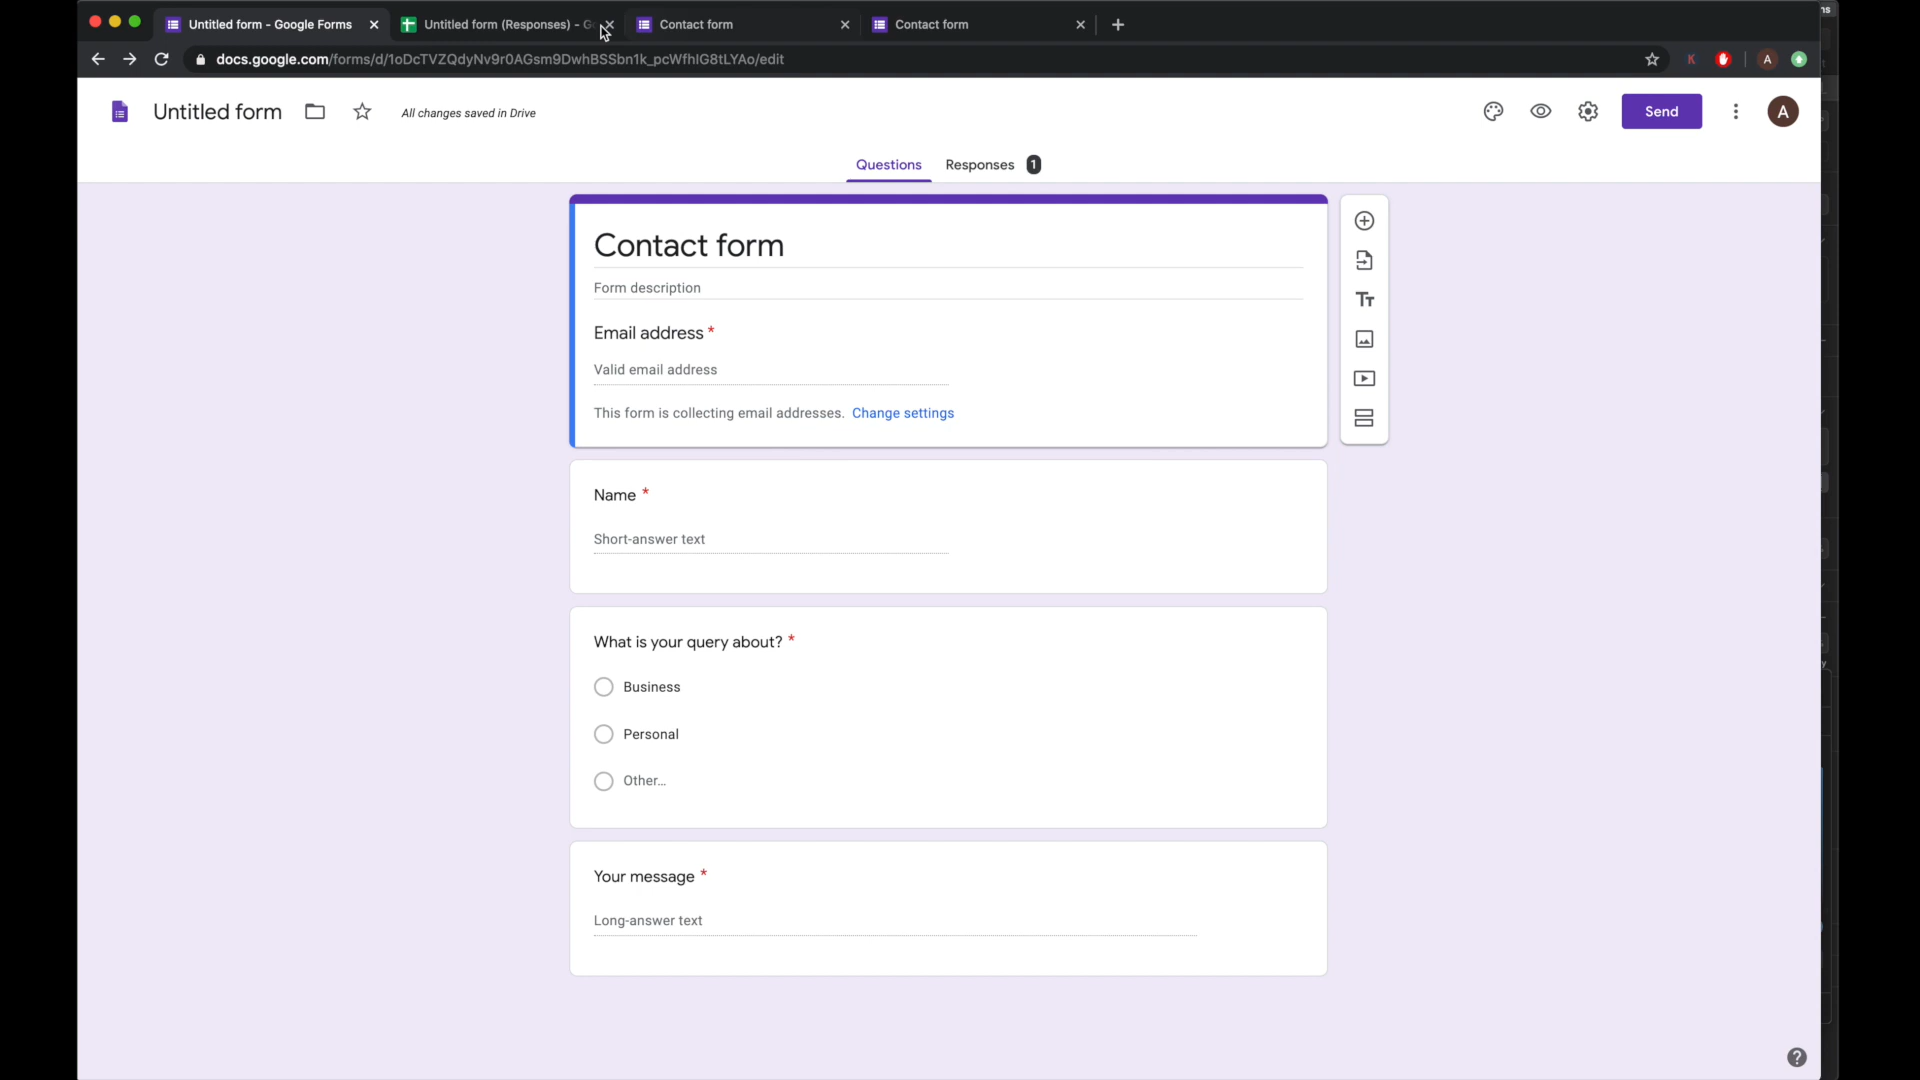 Untitled form - Google Forms
Untitled form (Responses) - G
Contact form
Contact form
docs.google.com/forms/d/1oDcTVZQdyNv9r0AGsm9DwhBSSbn1k_pcWfhlG8tLYAo/edit
K
A
Untitled form
All changes saved in Drive
Send
A
Questions
Responses 1
Contact form
Form description
Email address *
Valid email address
This form is collecting email addresses. Change settings
Tт
Name *
Short-answer text
What is your query about? *
Business
Personal
Other...
Your message *
Long-answer text
?